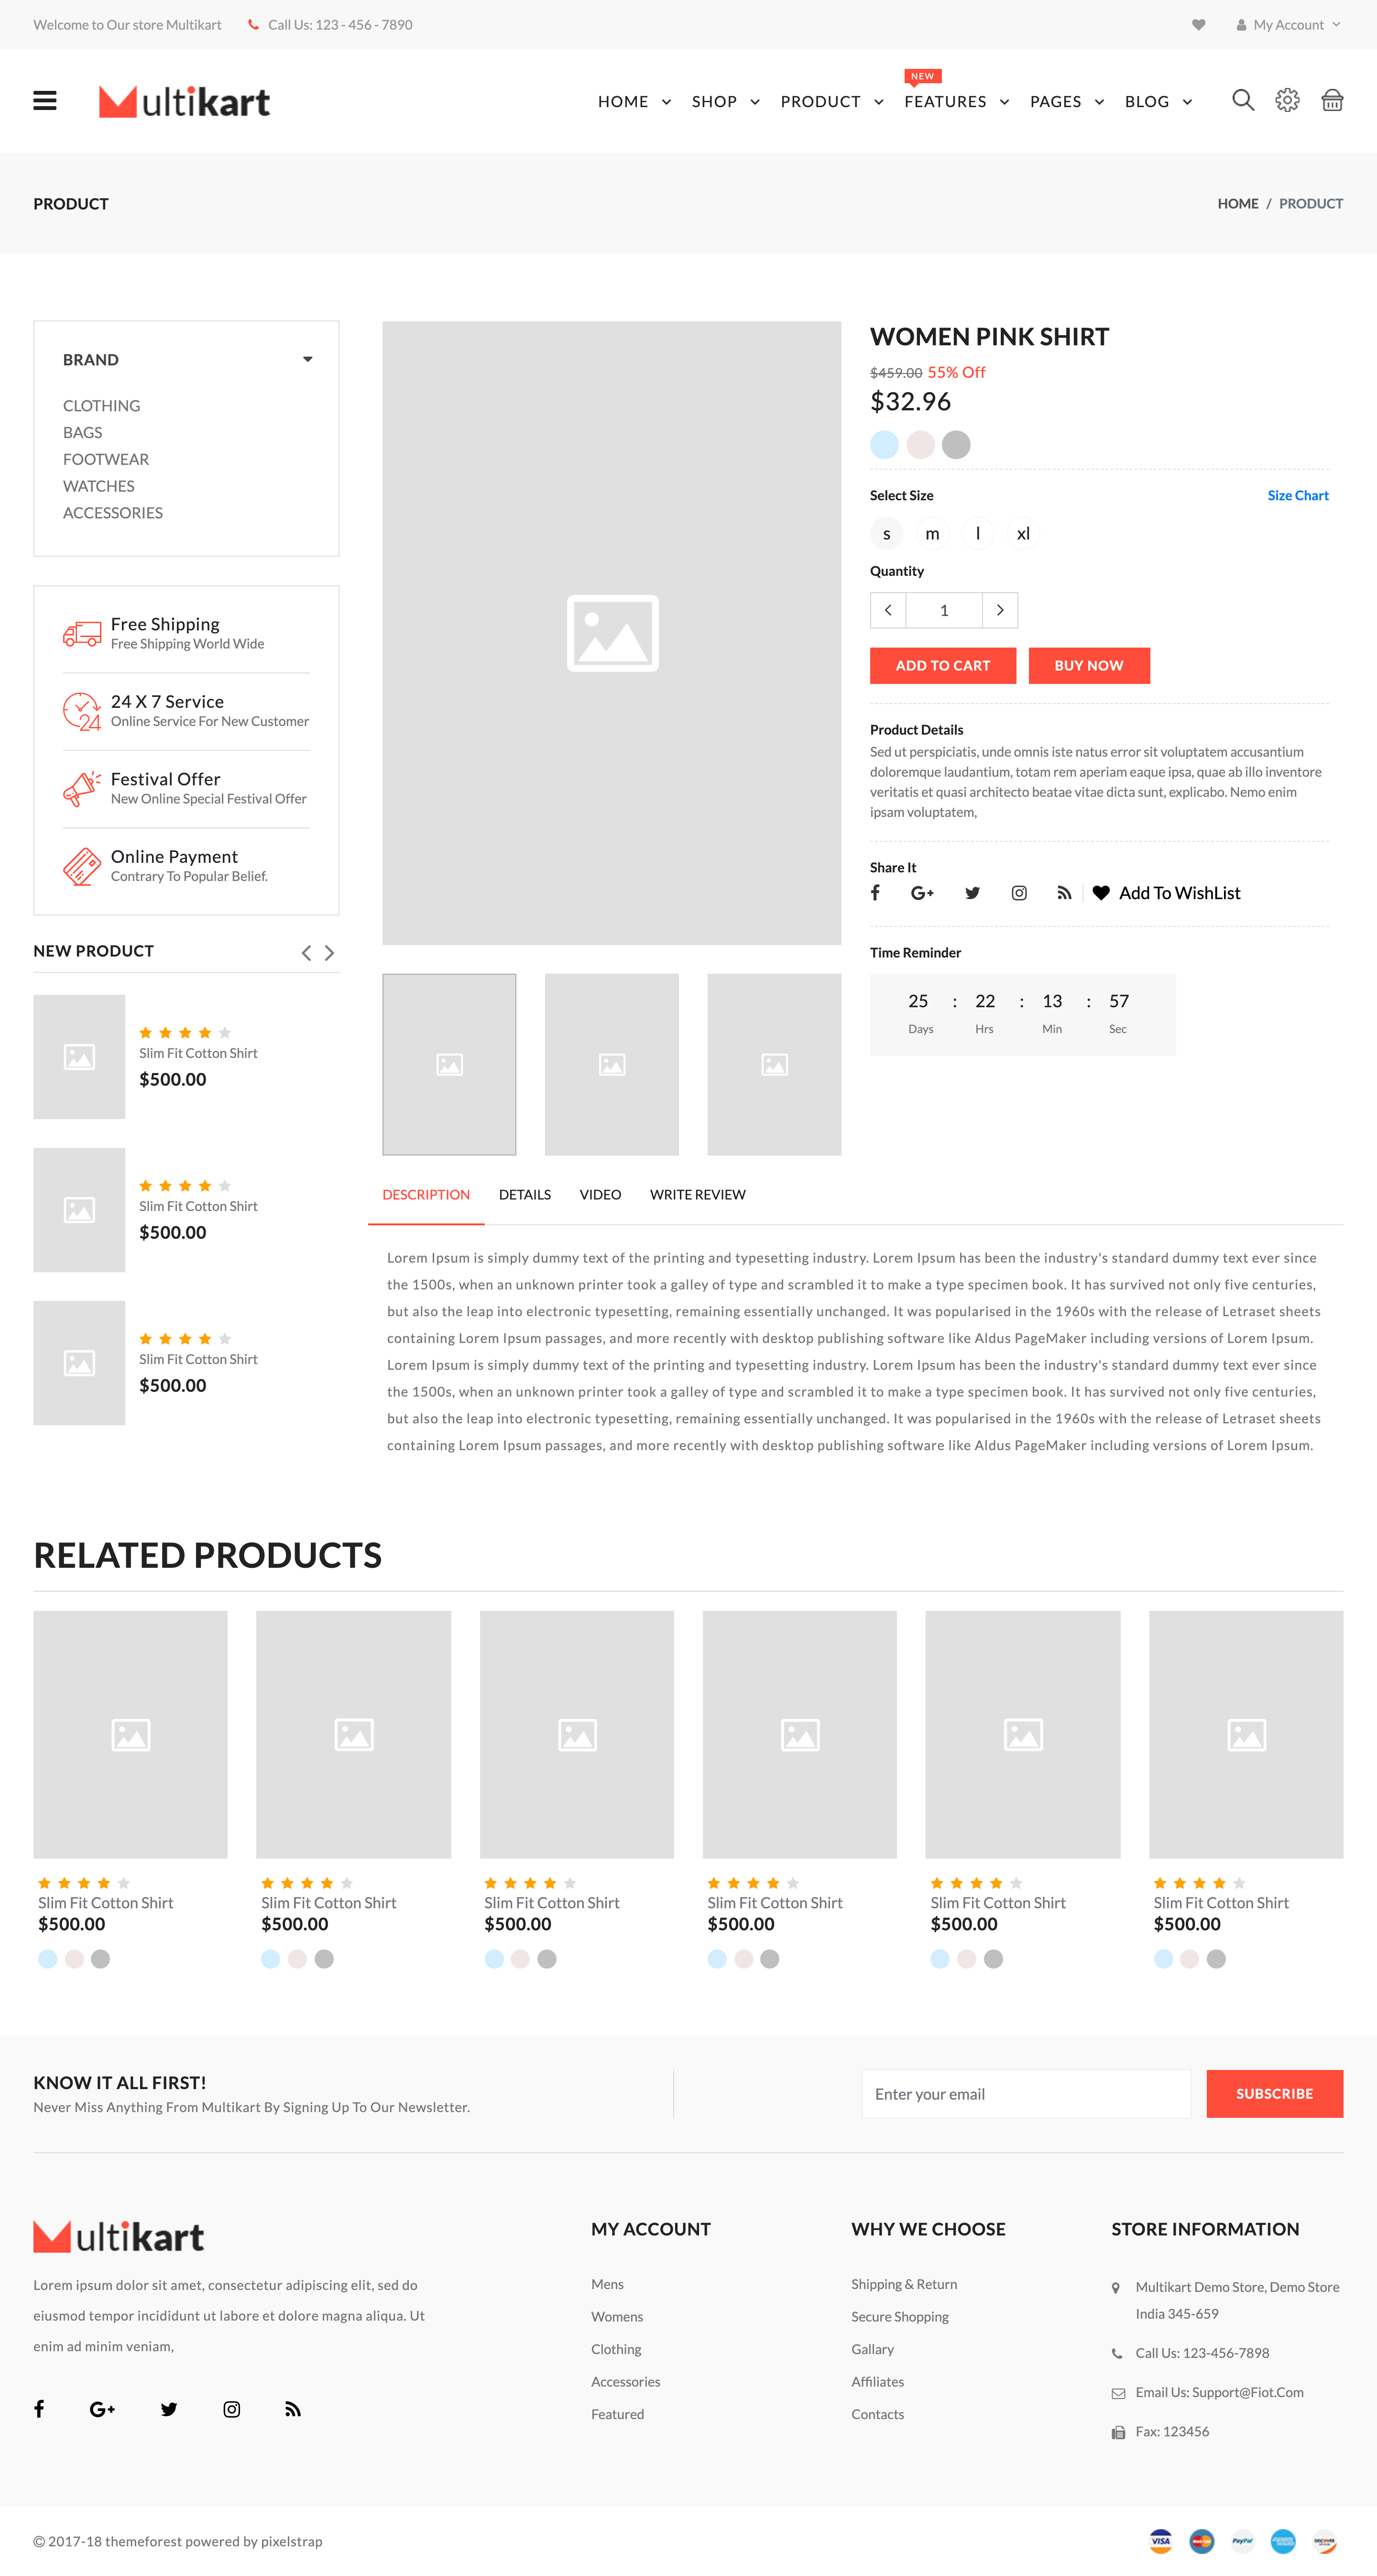 Welcome to Our store Multikart
Call Us: 123 - 456 - 7890
My Account
Multikart
NEW
HOME SHOP PRODUCT FEATURES PAGES BLOG
PRODUCT
HOME / PRODUCT
BRAND
CLOTHING
BAGS
FOOTWEAR
WATCHES
ACCESSORIES
Free Shipping
Free Shipping World Wide
24
24 X 7 Service
Online Service For New Customer
Festival Offer
New Online Special Festival Offer
Online Payment
Contrary To Popular Belief.
NEW PRODUCT
Slim Fit Cotton Shirt
$500.00
Slim Fit Cotton Shirt
$500.00
Slim Fit Cotton Shirt
$500.00
WOMEN PINK SHIRT
$459.00 55% Off
$32.96
Select Size
Size Chart
s m l xl
Quantity
1
ADD TO CART
BUY NOW
Product Details
Sed ut perspiciatis, unde omnis iste natus error sit voluptatem accusantium
doloremque laudantium, totam rem aperiam eaque ipsa, quae ab illo inventore
veritatis et quasi architecto beatae vitae dicta sunt, explicabo. Nemo enim
ipsam voluptatem,
Share It
Add To WishList
Time Reminder
25 : 22 : 13 : 57
Days Hrs Min Sec
DESCRIPTION DETAILS VIDEO WRITE REVIEW
Lorem Ipsum is simply dummy text of the printing and typesetting industry. Lorem Ipsum has been the industry's standard dummy text ever since
the 1500s, when an unknown printer took a galley of type and scrambled it to make a type specimen book. It has survived not only five centuries,
but also the leap into electronic typesetting, remaining essentially unchanged. It was popularised in the 1960s with the release of Letraset sheets
containing Lorem Ipsum passages, and more recently with desktop publishing software like Aldus PageMaker including versions of Lorem Ipsum.
Lorem Ipsum is simply dummy text of the printing and typesetting industry. Lorem Ipsum has been the industry's standard dummy text ever since
the 1500s, when an unknown printer took a galley of type and scrambled it to make a type specimen book. It has survived not only five centuries,
but also the leap into electronic typesetting, remaining essentially unchanged. It was popularised in the 1960s with the release of Letraset sheets
containing Lorem Ipsum passages, and more recently with desktop publishing software like Aldus PageMaker including versions of Lorem Ipsum.
RELATED PRODUCTS
Slim Fit Cotton Shirt
$500.00
Slim Fit Cotton Shirt
$500.00
Slim Fit Cotton Shirt
$500.00
Slim Fit Cotton Shirt
$500.00
Slim Fit Cotton Shirt
$500.00
Slim Fit Cotton Shirt
$500.00
KNOW IT ALL FIRST!
Never Miss Anything From Multikart By Signing Up To Our Newsletter.
Enter your email
SUBSCRIBE
Multikart
Lorem ipsum dolor sit amet, consectetur adipiscing elit, sed do
eiusmod tempor incididunt ut labore et dolore magna aliqua. Ut
enim ad minim veniam,
MY ACCOUNT
Mens
Womens
Clothing
Accessories
Featured
WHY WE CHOOSE
Shipping & Return
Secure Shopping
Gallary
Affiliates
Contacts
STORE INFORMATION
Multikart Demo Store, Demo Store
India 345-659
Call Us: 123-456-7898
Email Us: Support@Fiot.Com
Fax: 123456
© 2017-18 themeforest powered by pixelstrap
VISA
PayPal
DISCOVER